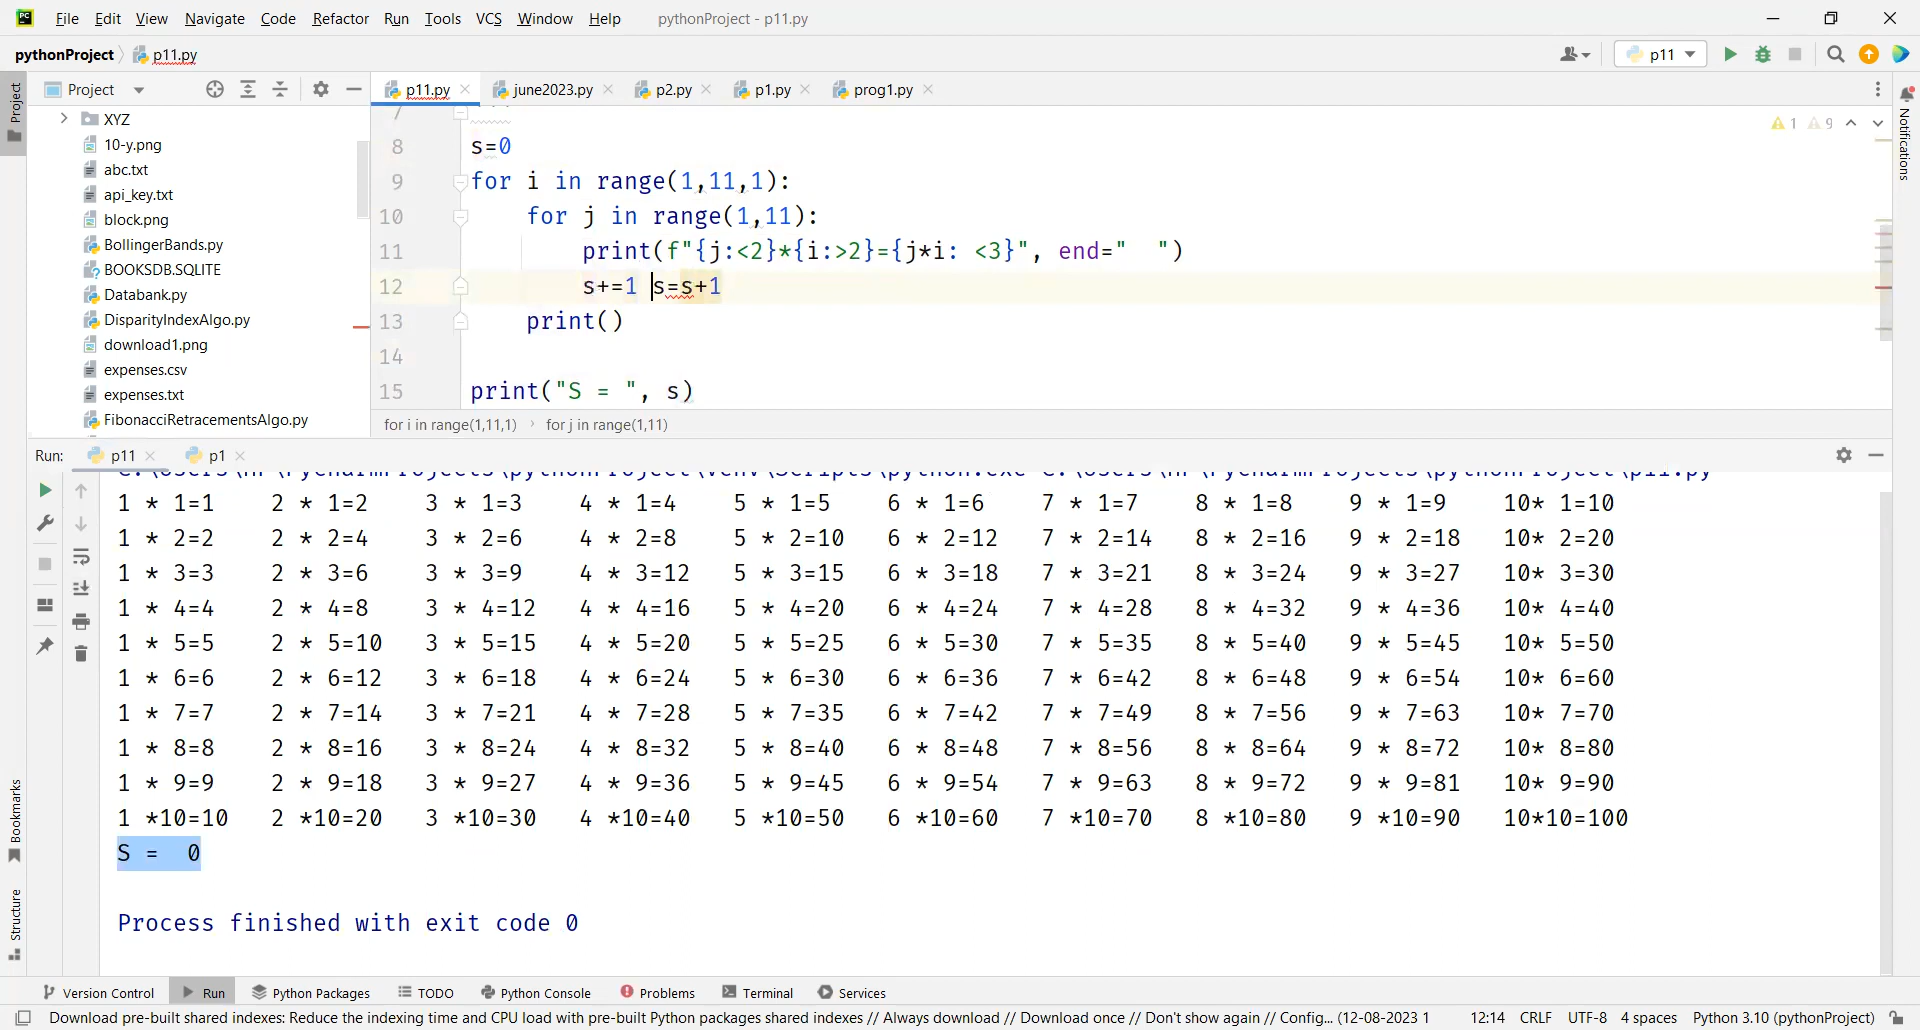 PC File Edit View Navigate Code Refactor Run Tools VCS Window Help pythonProject - p11.py
pythonProject p11.py p11
Project p11.py june2023.py p2.py p1.py prog1.py
Project
Notifications
XYZ
10-y.png
abc.txt
api_key.txt
block.png
BollingerBands.py
BOOKSDB.SQLITE
Databank.py
DisparityIndexAlgo.py
download1.png
expenses.csv
expenses.txt
FibonacciRetracementsAlgo.py
1 9
7
8 s=0
9 for i in range(1,11,1):
10 for j in range(1,11):
11 print(f"{j:<2}*{i:>2}={j*i: <3}", end="  ")
12 s+=1 s=s+1
13 print()
14
15 print("S = ", s)
for i in range(1,11,1) › for j in range(1,11)
Run: p11 p1
C:\Users\HP\PycharmProjects\pythonProject\venv\Scripts\python.exe C:\Users\HP\PycharmProjects\pythonProject\p11.py
1 * 1=1 2 * 1=2 3 * 1=3 4 * 1=4 5 * 1=5 6 * 1=6 7 * 1=7 8 * 1=8 9 * 1=9 10* 1=10
1 * 2=2 2 * 2=4 3 * 2=6 4 * 2=8 5 * 2=10 6 * 2=12 7 * 2=14 8 * 2=16 9 * 2=18 10* 2=20
1 * 3=3 2 * 3=6 3 * 3=9 4 * 3=12 5 * 3=15 6 * 3=18 7 * 3=21 8 * 3=24 9 * 3=27 10* 3=30
1 * 4=4 2 * 4=8 3 * 4=12 4 * 4=16 5 * 4=20 6 * 4=24 7 * 4=28 8 * 4=32 9 * 4=36 10* 4=40
1 * 5=5 2 * 5=10 3 * 5=15 4 * 5=20 5 * 5=25 6 * 5=30 7 * 5=35 8 * 5=40 9 * 5=45 10* 5=50
1 * 6=6 2 * 6=12 3 * 6=18 4 * 6=24 5 * 6=30 6 * 6=36 7 * 6=42 8 * 6=48 9 * 6=54 10* 6=60
1 * 7=7 2 * 7=14 3 * 7=21 4 * 7=28 5 * 7=35 6 * 7=42 7 * 7=49 8 * 7=56 9 * 7=63 10* 7=70
1 * 8=8 2 * 8=16 3 * 8=24 4 * 8=32 5 * 8=40 6 * 8=48 7 * 8=56 8 * 8=64 9 * 8=72 10* 8=80
1 * 9=9 2 * 9=18 3 * 9=27 4 * 9=36 5 * 9=45 6 * 9=54 7 * 9=63 8 * 9=72 9 * 9=81 10* 9=90
1 *10=10 2 *10=20 3 *10=30 4 *10=40 5 *10=50 6 *10=60 7 *10=70 8 *10=80 9 *10=90 10*10=100
S =  0
Process finished with exit code 0
Bookmarks
Structure
Version Control Run Python Packages TODO Python Console Problems Terminal Services
Download pre-built shared indexes: Reduce the indexing time and CPU load with pre-built Python packages shared indexes // Always download // Download once // Don't show again // Config... (12-08-2023 1 12:14 CRLF UTF-8 4 spaces Python 3.10 (pythonProject)